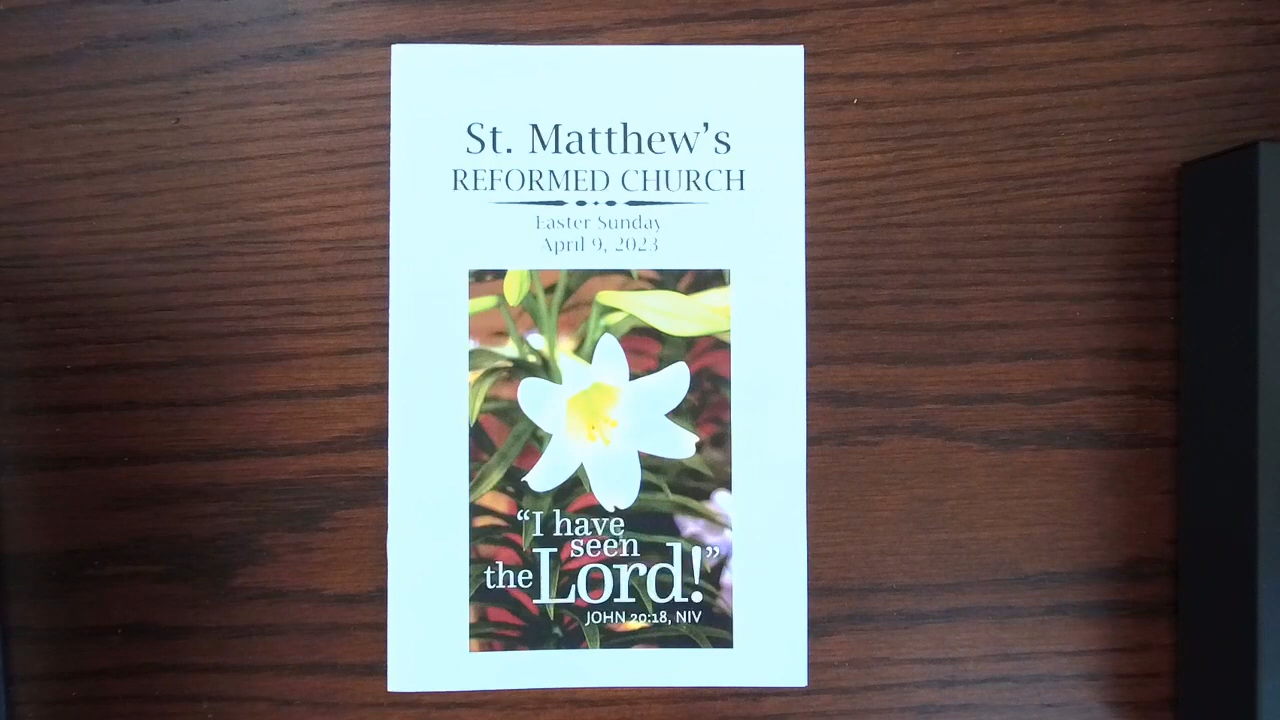 St. Matthew’s
REFORMED CHURCH
Easter Sunday
April 9, 2023
“I have
seen
the Lord!”
JOHN 20:18, NIV